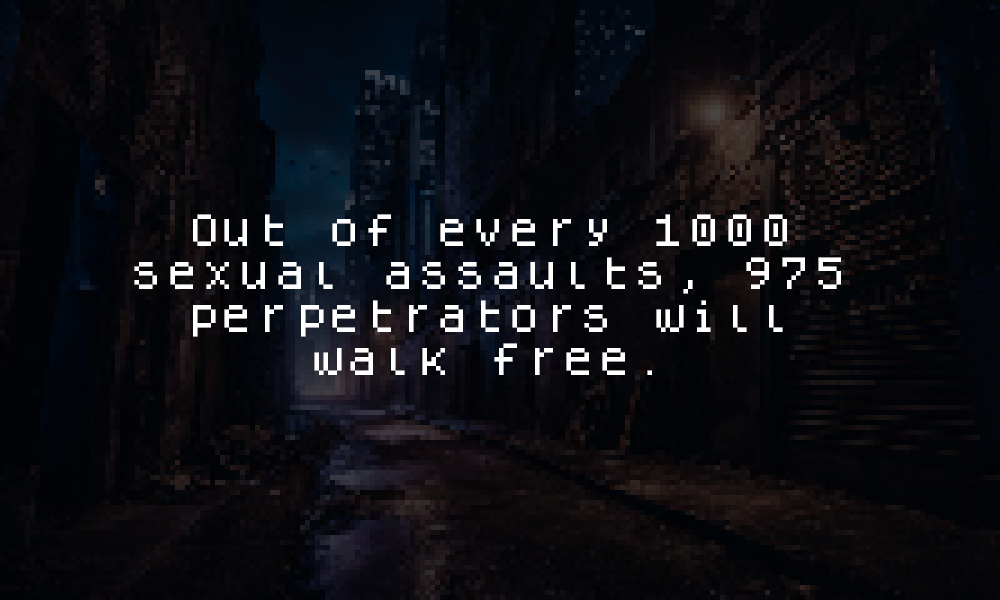 Out of every 1000
sexual assaults, 975
perpetrators will
walk free.